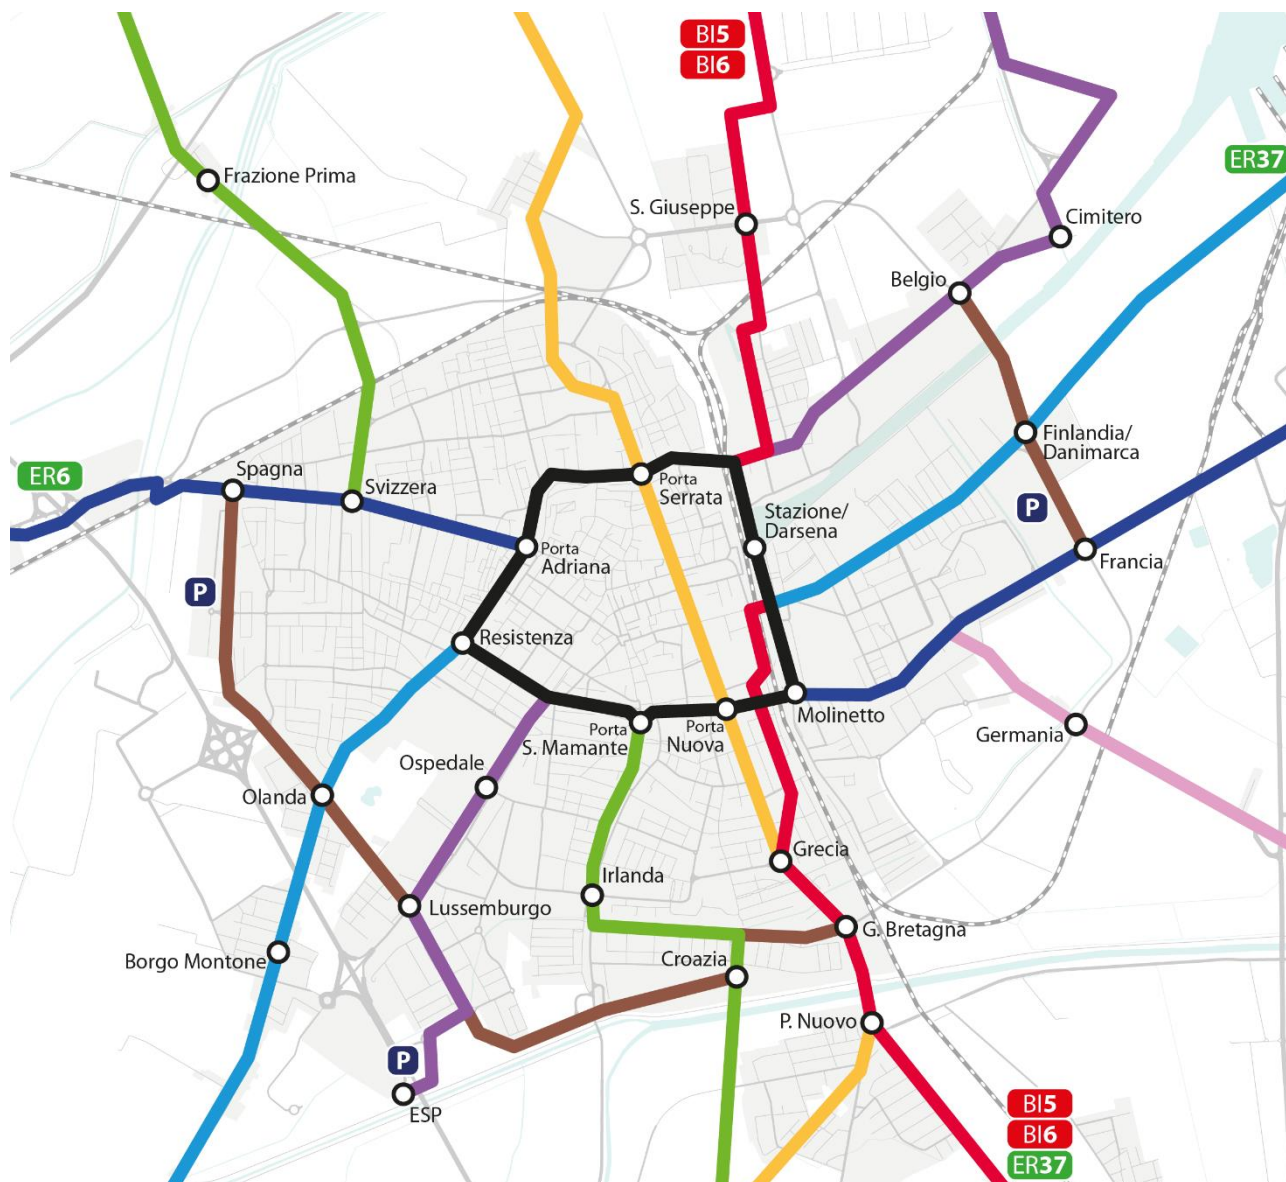 BI5
BI6
ER37
Frazione Prima
S. Giuseppe
Cimitero
Belgio
Finlandia/
Danimarca
ER6
Spagna
Svizzera
Porta
Serrata
Stazione/
Darsena
P
Porta
Adriana
Francia
P
Resistenza
Molinetto
Porta
S. Mamante
Porta
Nuova
Germania
Ospedale
Olanda
Grecia
Irlanda
Lussemburgo
G. Bretagna
Borgo Montone
Croazia
P. Nuovo
P
ESP
BI5
BI6
ER37